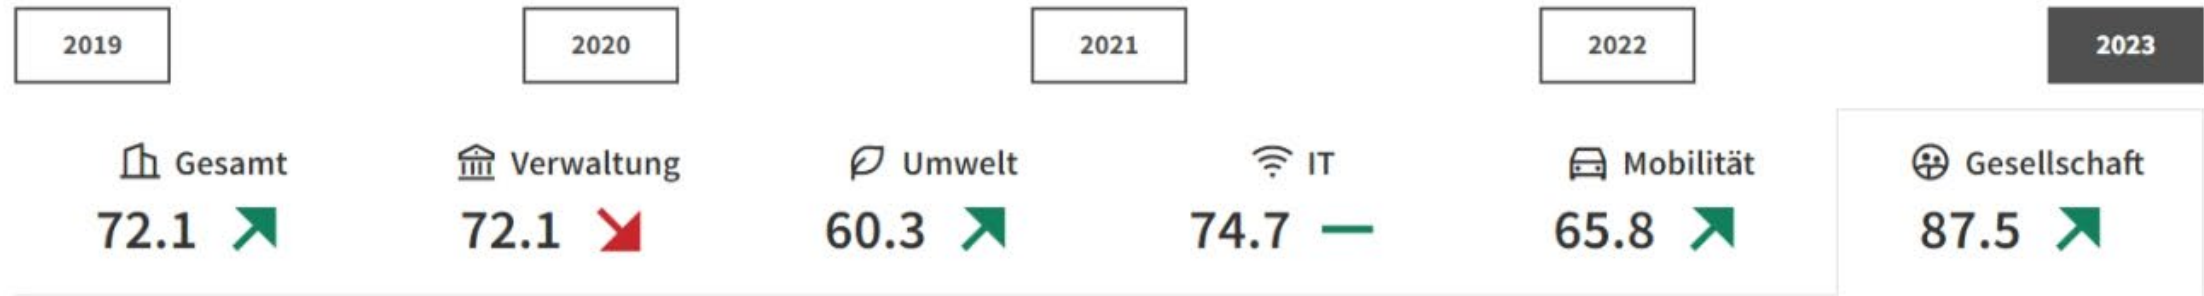 2019 2020 2021 2022 2023
Gesamt Verwaltung Umwelt IT Mobilität Gesellschaft
72.1 72.1 60.3 74.7 65.8 87.5